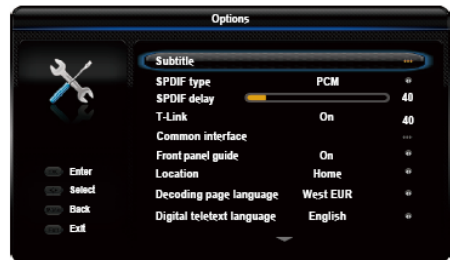 Options
Subtitle ...
SPDIF type PCM
SPDIF delay 40
T-Link On 40
Common interface ...
Front panel guide On
Location Home
Decoding page language West EUR
Digital teletext language English
Enter
Select
Back
Exit